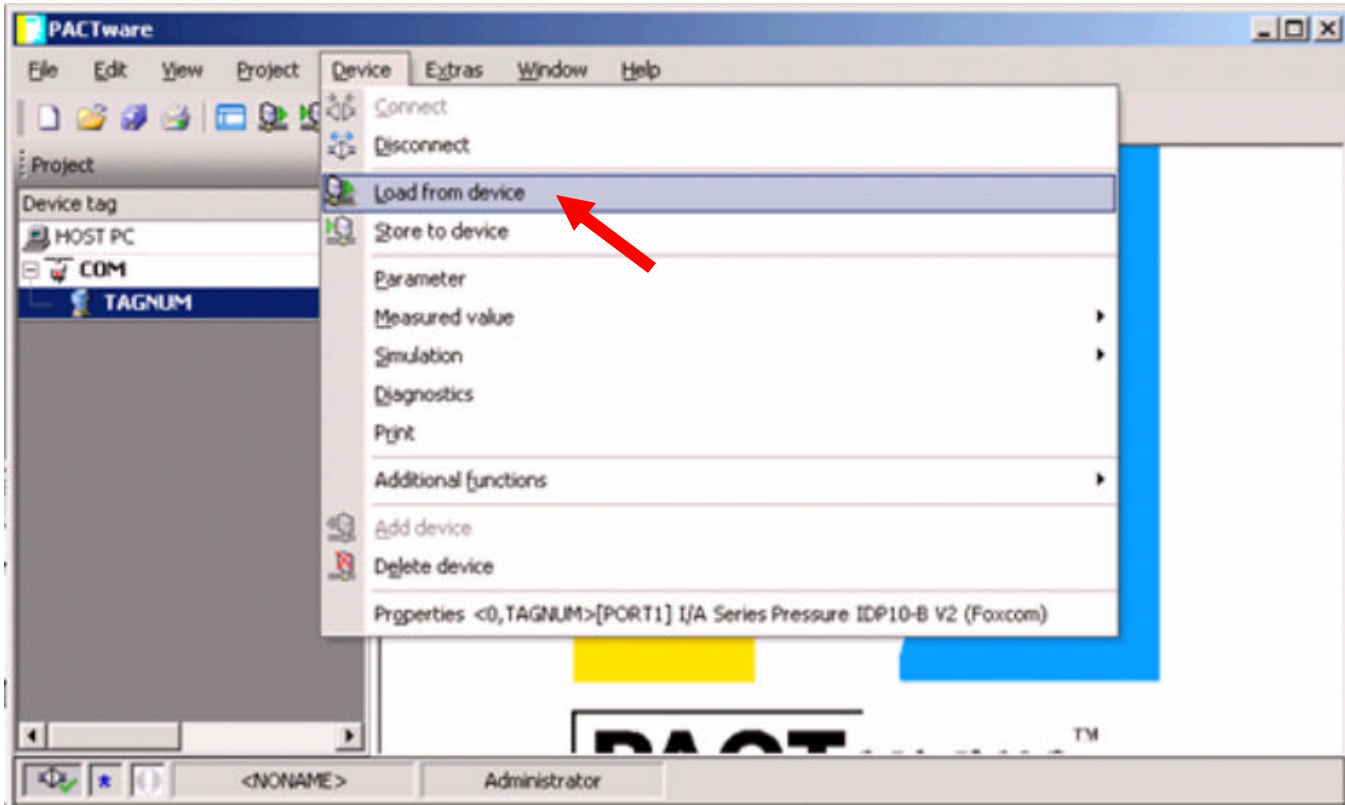 PACTware
File Edit View Project Device Extras Window Help
Connect
Disconnect
Project
Load from device
Device tag
Store to device
HOST PC
COM
Parameter
TAGNUM
Measured value
Simulation
Diagnostics
Print
Additional functions
Add device
Delete device
Properties <0,TAGNUM>[PORT1] I/A Series Pressure IDP10-B V2 (Foxcom)
PACT
TM
<NONAME> Administrator